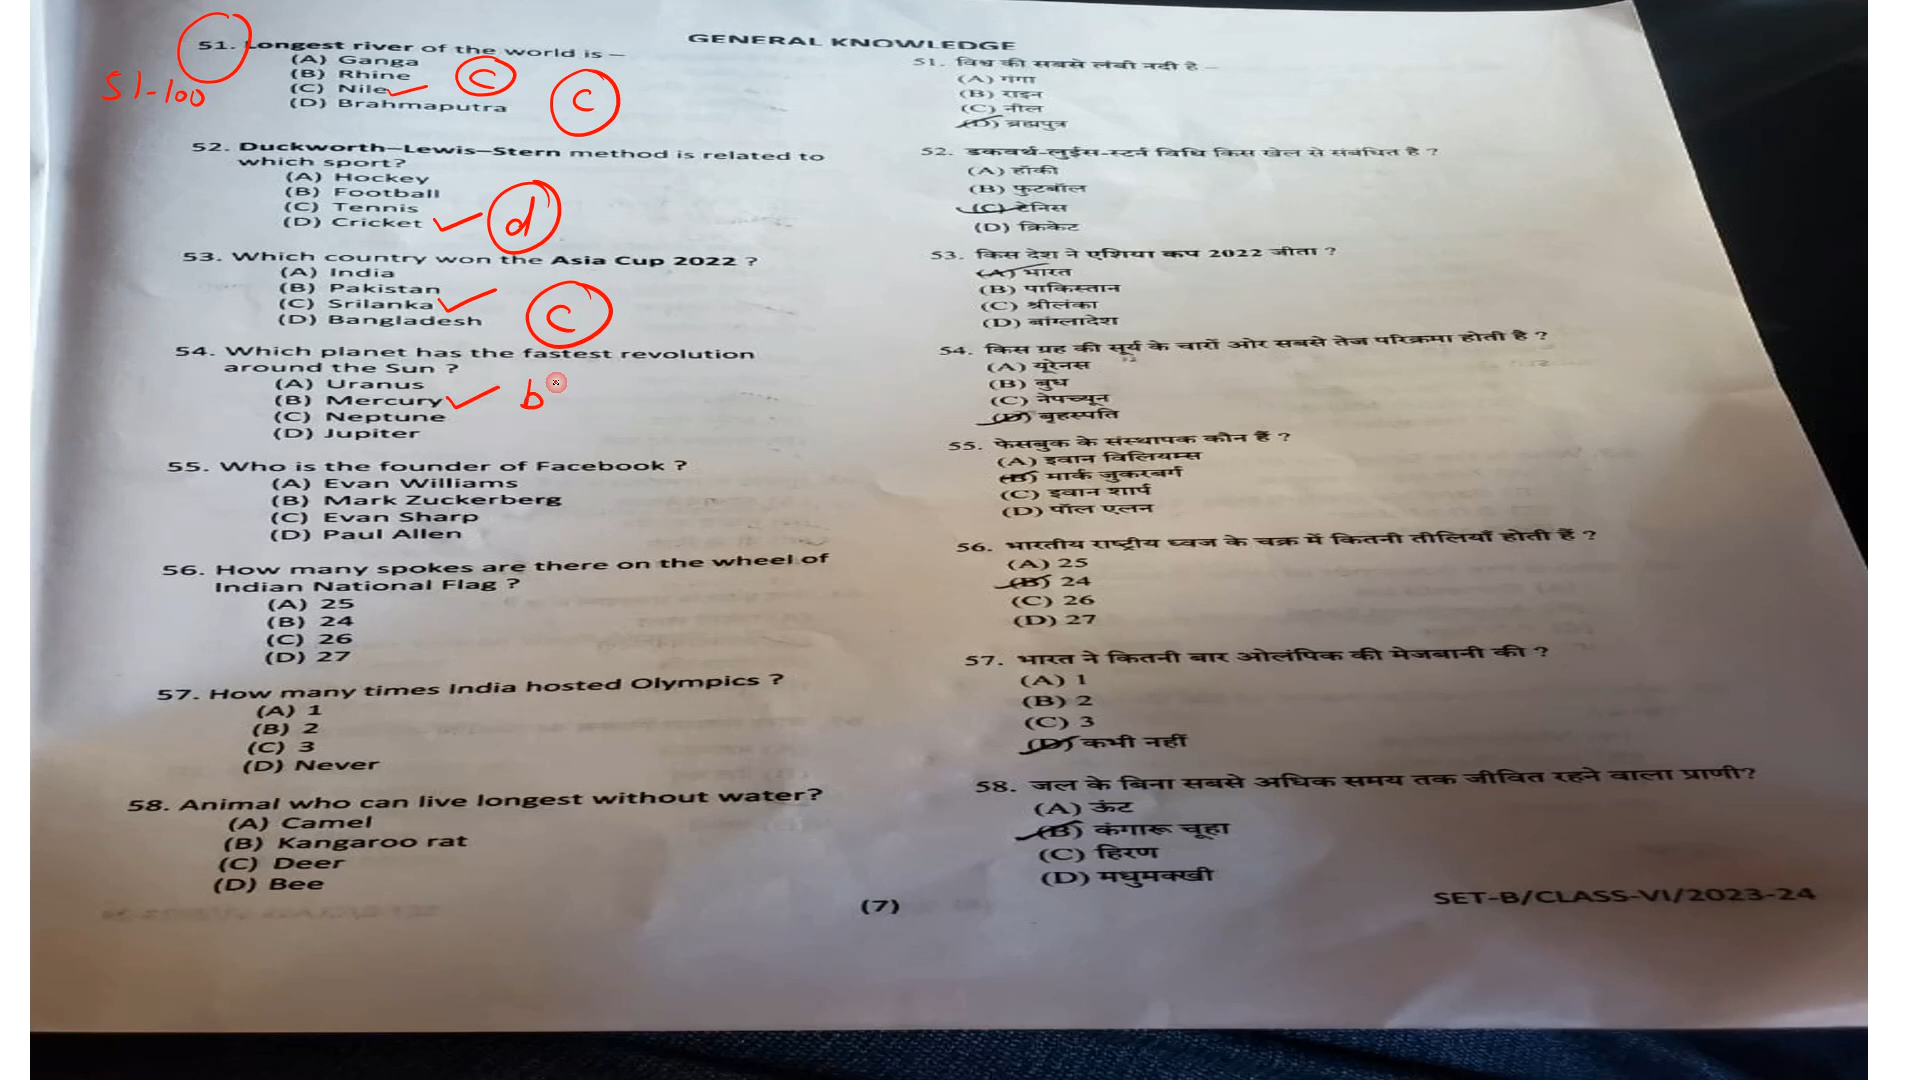 GENERAL KNOWLEDGE
51. Longest river of the world is –
(A) Ganga
(B) Rhine
(C) Nile
(D) Brahmaputra
51-100
C
C
52. Duckworth–Lewis–Stern method is related to
which sport?
(A) Hockey
(B) Football
(C) Tennis
(D) Cricket
d
53. Which country won the Asia Cup 2022 ?
(A) India
(B) Pakistan
(C) Srilanka
(D) Bangladesh
C
54. Which planet has the fastest revolution
around the Sun ?
(A) Uranus
(B) Mercury
(C) Neptune
(D) Jupiter
b
55. Who is the founder of Facebook ?
(A) Evan Williams
(B) Mark Zuckerberg
(C) Evan Sharp
(D) Paul Allen
56. How many spokes are there on the wheel of
Indian National Flag ?
(A) 25
(B) 24
(C) 26
(D) 27
57. How many times India hosted Olympics ?
(A) 1
(B) 2
(C) 3
(D) Never
58. Animal who can live longest without water?
(A) Camel
(B) Kangaroo rat
(C) Deer
(D) Bee
51. विश्व की सबसे लंबी नदी है –
(A) गंगा
(B) राइन
(C) नील
(D) ब्रह्मपुत्र
52. डकवर्थ-लुईस-स्टर्न विधि किस खेल से संबंधित है ?
(A) हॉकी
(B) फुटबॉल
(C) टेनिस
(D) क्रिकेट
53. किस देश ने एशिया कप 2022 जीता ?
(A) भारत
(B) पाकिस्तान
(C) श्रीलंका
(D) बांग्लादेश
54. किस ग्रह की सूर्य के चारों ओर सबसे तेज परिक्रमा होती है ?
(A) यूरेनस
(B) बुध
(C) नेपच्यून
(D) बृहस्पति
55. फेसबुक के संस्थापक कौन हैं ?
(A) इवान विलियम्स
(B) मार्क जुकरबर्ग
(C) इवान शार्प
(D) पॉल एलन
56. भारतीय राष्ट्रीय ध्वज के चक्र में कितनी तीलियाँ होती हैं ?
(A) 25
(B) 24
(C) 26
(D) 27
57. भारत ने कितनी बार ओलंपिक की मेजबानी की ?
(A) 1
(B) 2
(C) 3
(D) कभी नहीं
58. जल के बिना सबसे अधिक समय तक जीवित रहने वाला प्राणी?
(A) ऊंट
(B) कंगारू चूहा
(C) हिरण
(D) मधुमक्खी
(7)
SET-B/CLASS-VI/2023-24